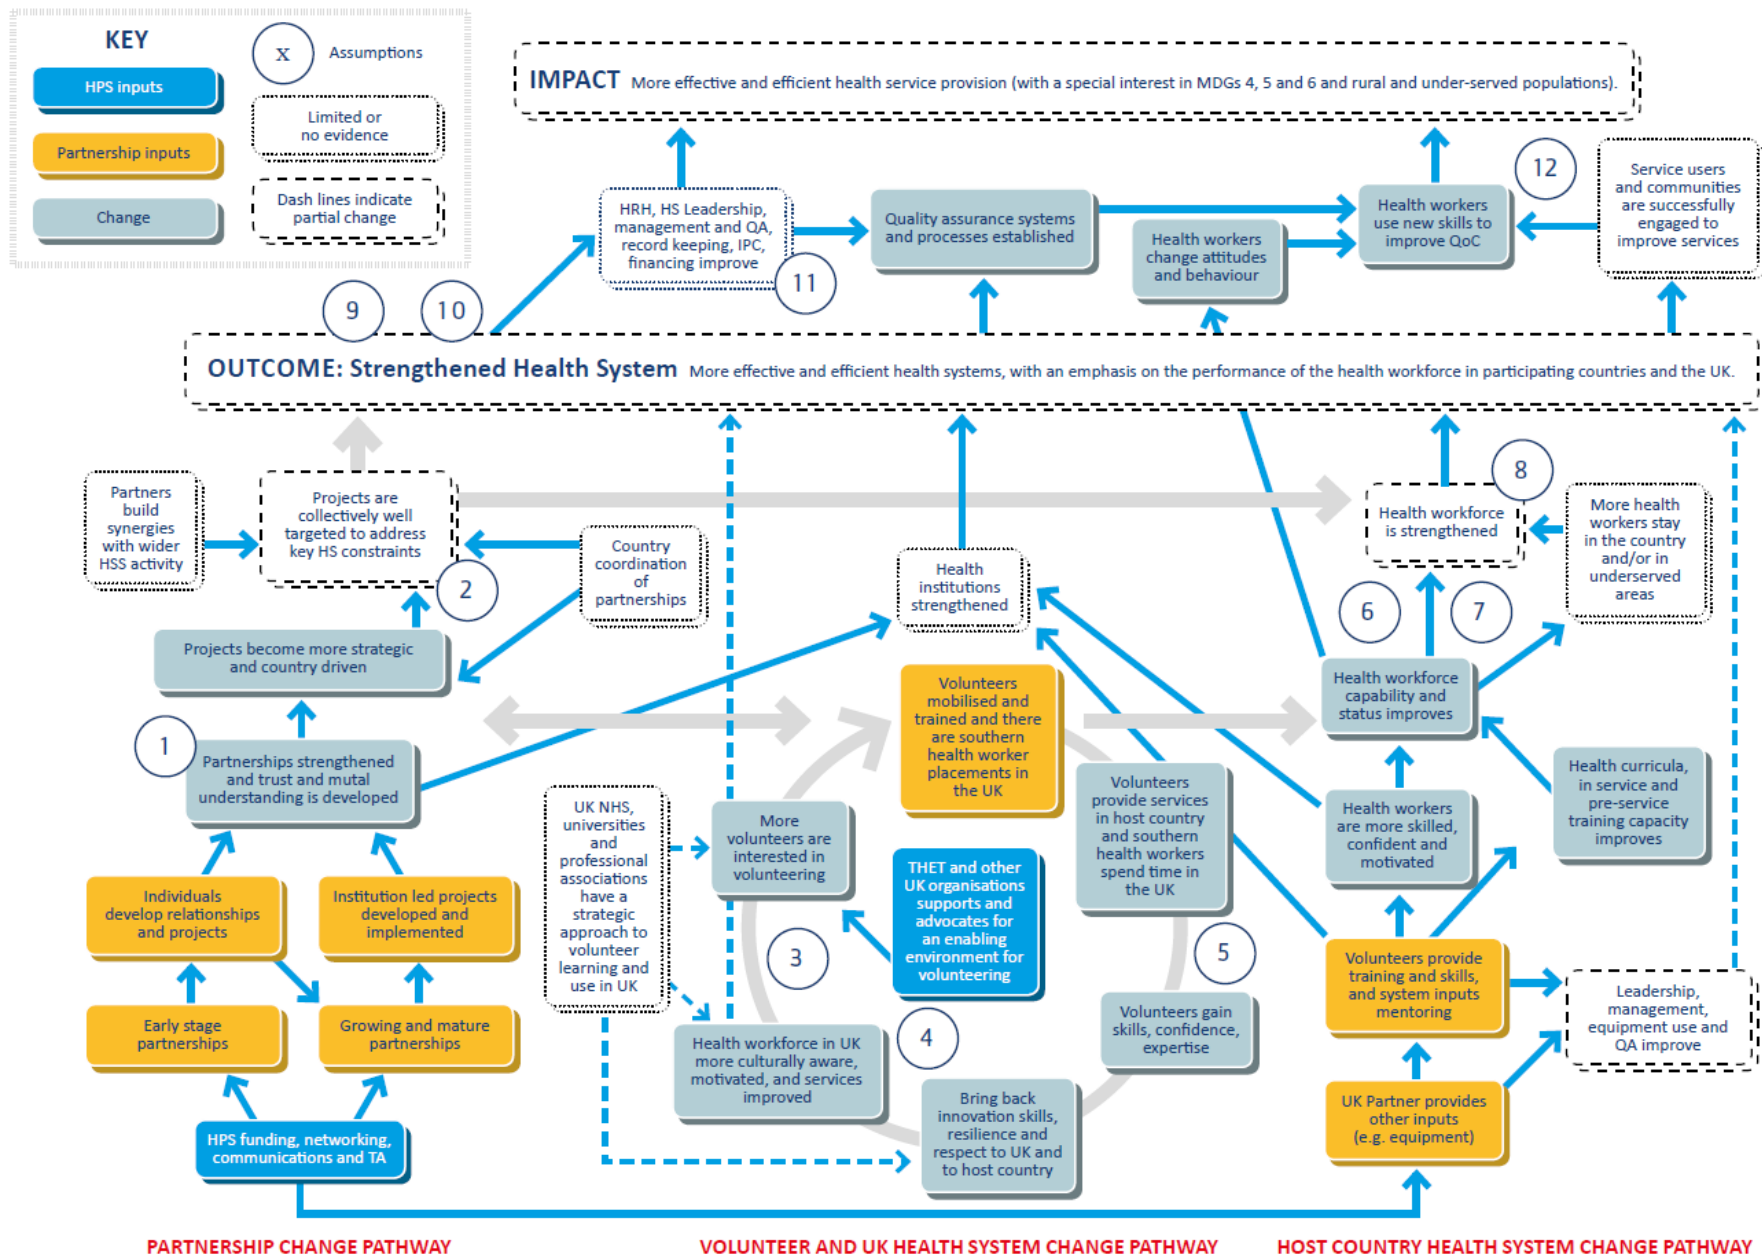 KEY
HPS inputs
Partnership inputs
Change
x
Assumptions
Limited or
no evidence
Dash lines indicate
partial change
IMPACT More effective and efficient health service provision (with a special interest in MDGs 4, 5 and 6 and rural and under-served populations).
HRH, HS Leadership,
management and QA,
record keeping, IPC,
financing improve
11
Quality assurance systems
and processes established
Health workers
change attitudes
and behaviour
Health workers
use new skills to
improve QoC
12
Service users
and communities
are successfully
engaged to
improve services
9
10
OUTCOME: Strengthened Health System More effective and efficient health systems, with an emphasis on the performance of the health workforce in participating countries and the UK.
Partners
build
synergies
with wider
HSS activity
Projects are
collectively well
targeted to address
key HS constraints
2
Country
coordination
of
partnerships
Projects become more strategic
and country driven
1
Partnerships strengthened
and trust and mutal
understanding is developed
Individuals
develop relationships
and projects
Institution led projects
developed and
implemented
Early stage
partnerships
Growing and mature
partnerships
HPS funding, networking,
communications and TA
Health
institutions
strengthened
Volunteers
mobilised and
trained and there
are southern
health worker
placements in
the UK
UK NHS,
universities
and
professional
associations
have a
strategic
approach to
volunteer
learning and
use in UK
More
volunteers are
interested in
volunteering
THET and other
UK organisations
supports and
advocates for
an enabling
environment for
volunteering
Volunteers
provide services
in host country
and southern
health workers
spend time in
the UK
3
4
5
Health workforce in UK
more culturally aware,
motivated, and services
improved
Bring back
innovation skills,
resilience and
respect to UK and
to host country
Volunteers gain
skills, confidence,
expertise
8
Health workforce
is strengthened
More health
workers stay
in the country
and/or in
underserved
areas
6
7
Health workforce
capability and
status improves
Health workers
are more skilled,
confident and
motivated
Health curricula,
in service and
pre-service
training capacity
improves
Volunteers provide
training and skills,
and system inputs
mentoring
Leadership,
management,
equipment use and
QA improve
UK Partner provides
other inputs
(e.g. equipment)
PARTNERSHIP CHANGE PATHWAY
VOLUNTEER AND UK HEALTH SYSTEM CHANGE PATHWAY
HOST COUNTRY HEALTH SYSTEM CHANGE PATHWAY